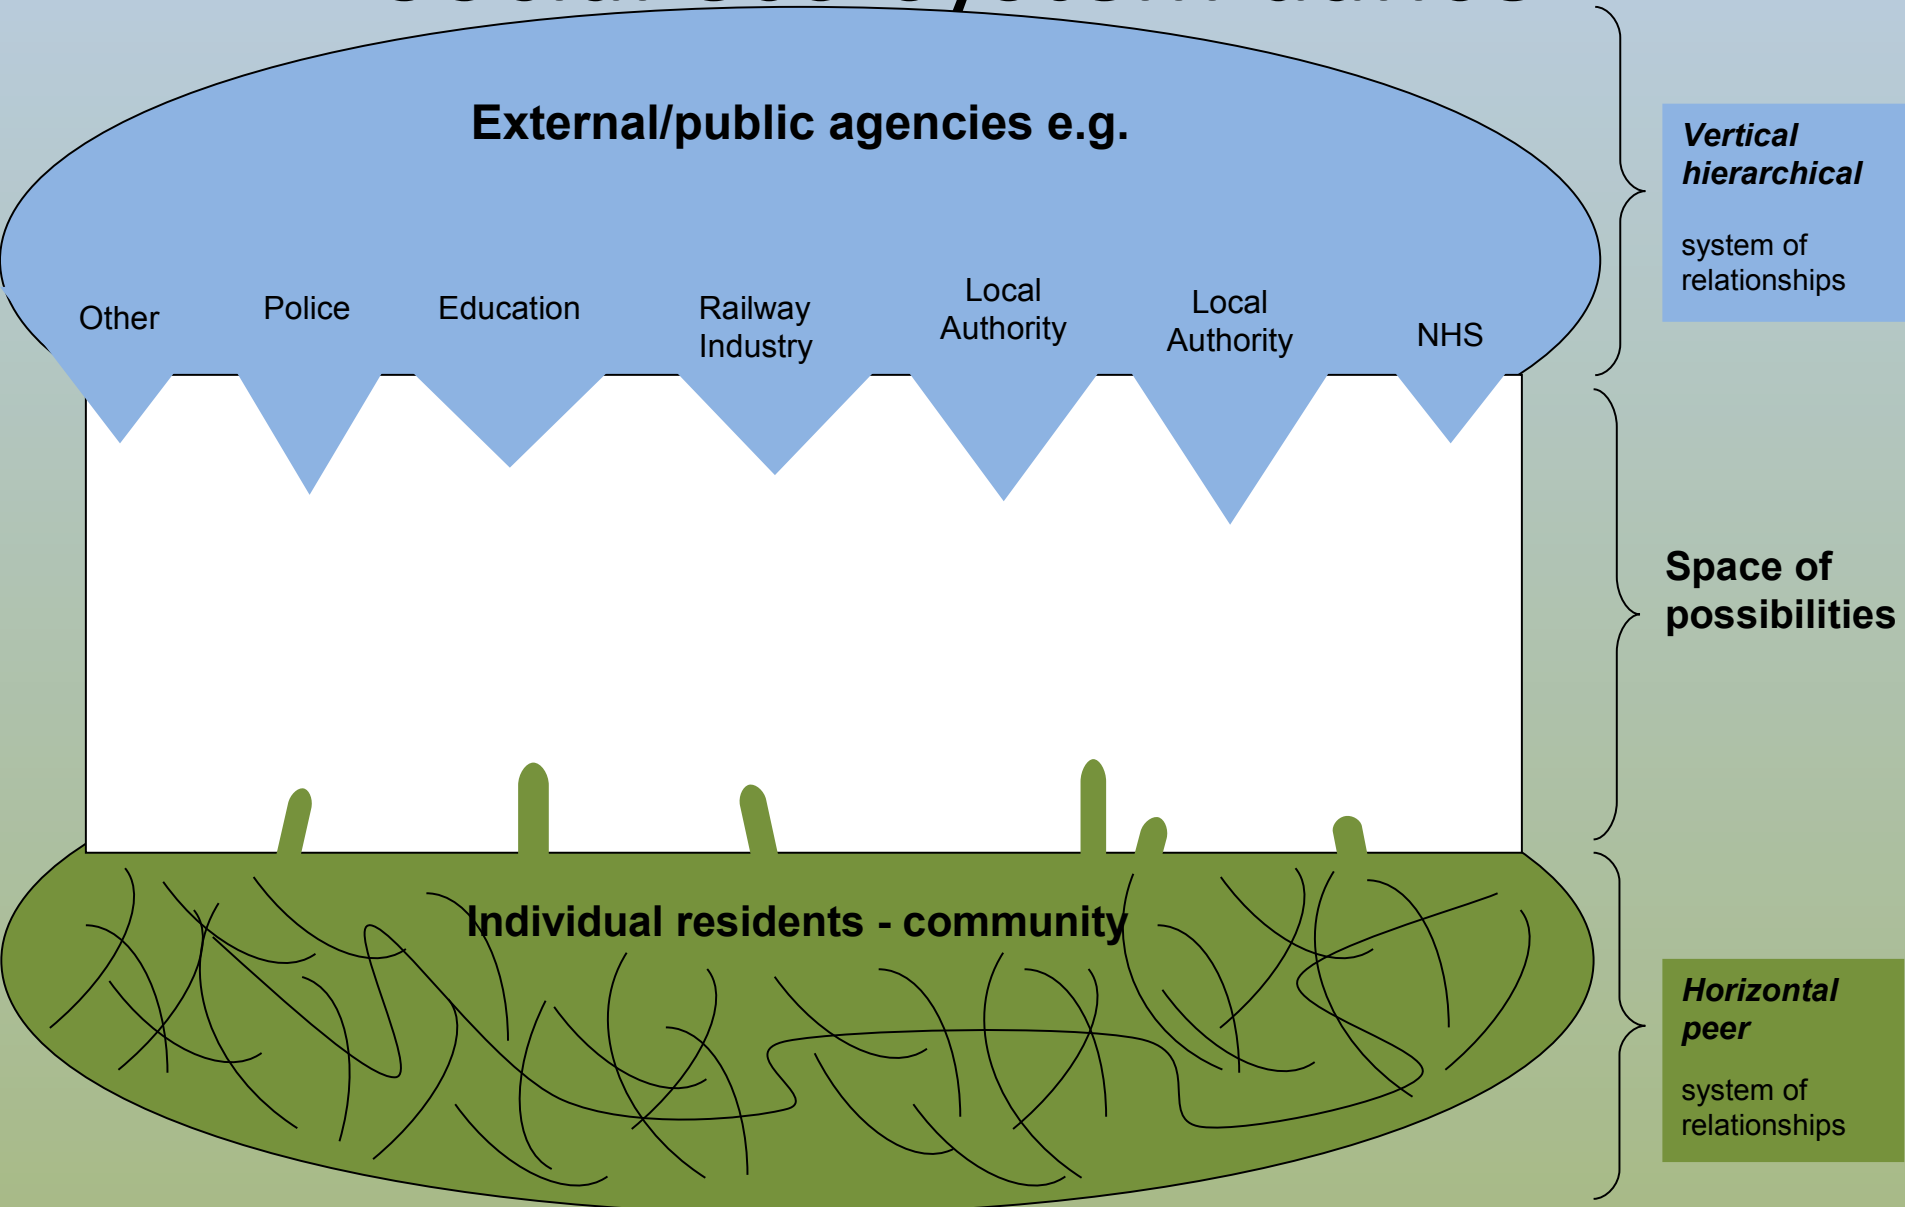 External/public agencies e.g.
Vertical
hierarchical
system of
relationships
Other
Police
Education
Railway
Industry
Local
Authority
Local
Authority
NHS
Space of
possibilities
Individual residents - community
Horizontal
peer
system of
relationships